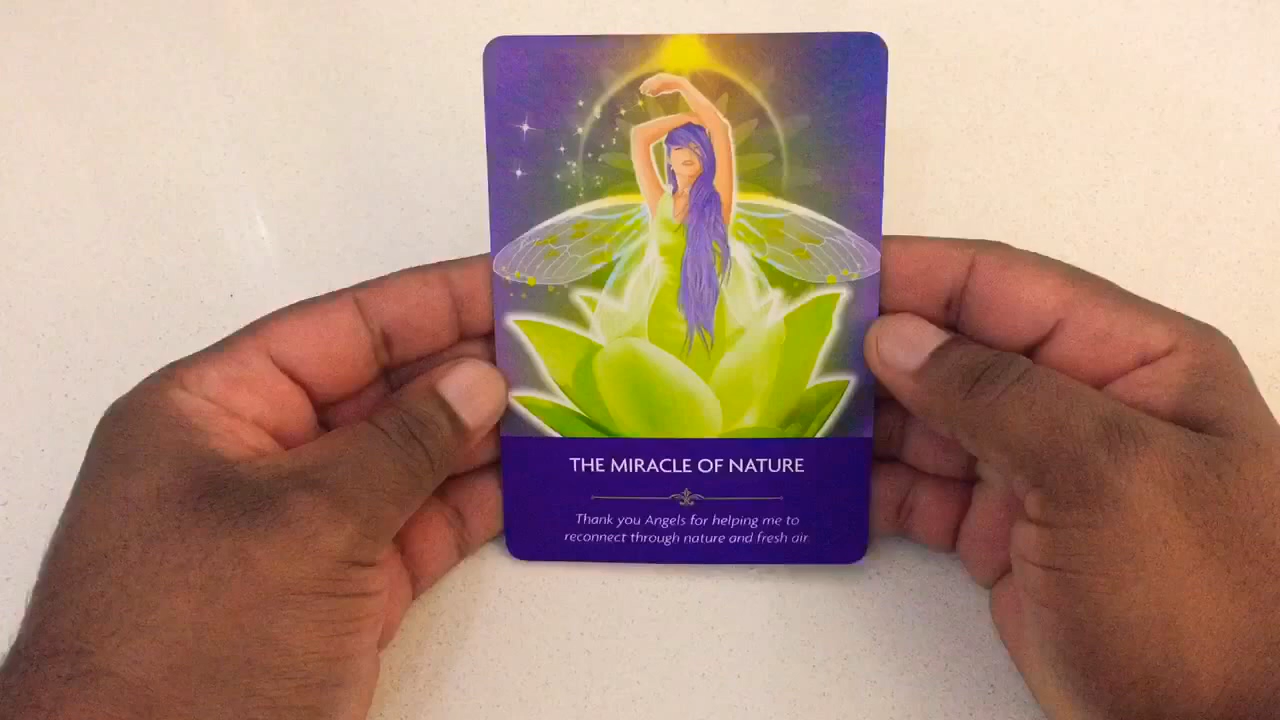 THE MIRACLE OF NATURE
Thank you Angels for helping me to
reconnect through nature and fresh air